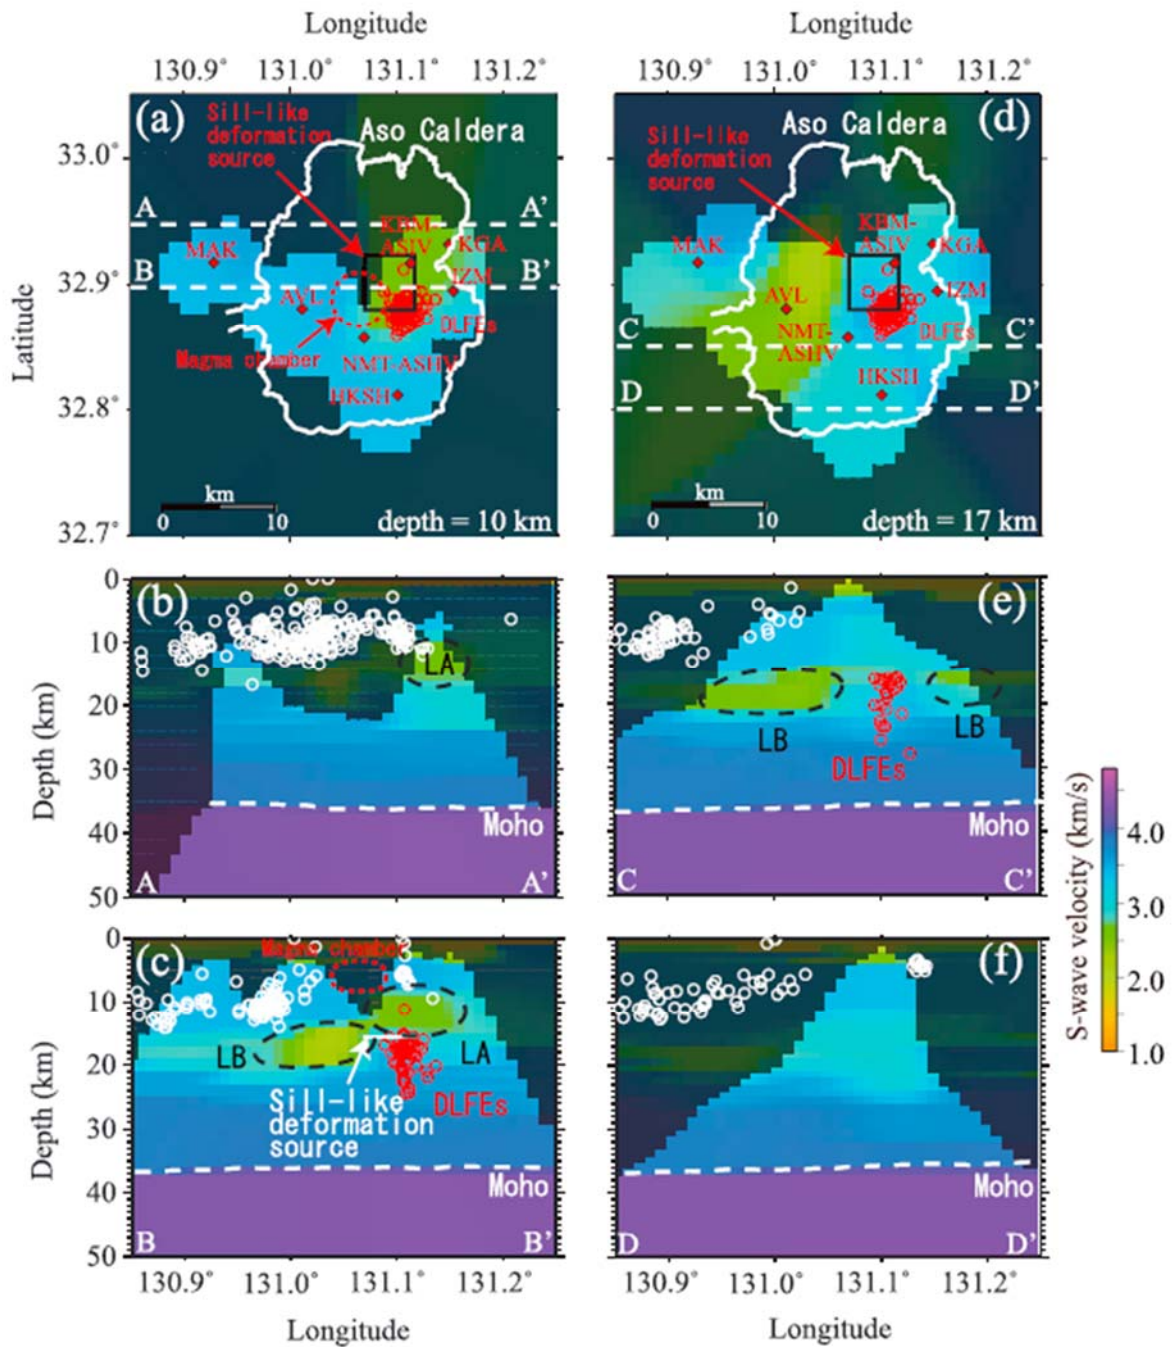 Longitude
Longitude
130.9° 131.0° 131.1° 131.2°
130.9° 131.0° 131.1° 131.2°
(a)
Sill-like
deformation
source
Aso Caldera
33.0°
A
A'
KBM-
ASIV
KGA
MAK
B
B'
IZM
32.9°
AVL
DLFEs
Magma chamber
NMT-ASHV
HKSH
32.8°
km
0 10
depth = 10 km
32.7°
Latitude
(d)
Aso Caldera
Sill-like
deformation
source
KBM-
ASIV
KGA
MAK
IZM
AVL
NMT-
ASHV
DLFEs
C
C'
HKSH
D
D'
km
0 10
depth = 17 km
(b)
0
10
20
30
40
50
Depth (km)
LA
Moho
A
A'
(e)
LB
LB
DLFEs
Moho
C
C'
(c)
0
10
20
30
40
50
Depth (km)
Magma chamber
LB
LA
Sill-like
deformation
source
DLFEs
Moho
B
B'
(f)
Moho
D
D'
S-wave velocity (km/s)
4.0
3.0
2.0
1.0
130.9° 131.0° 131.1° 131.2°
130.9° 131.0° 131.1° 131.2°
Longitude
Longitude